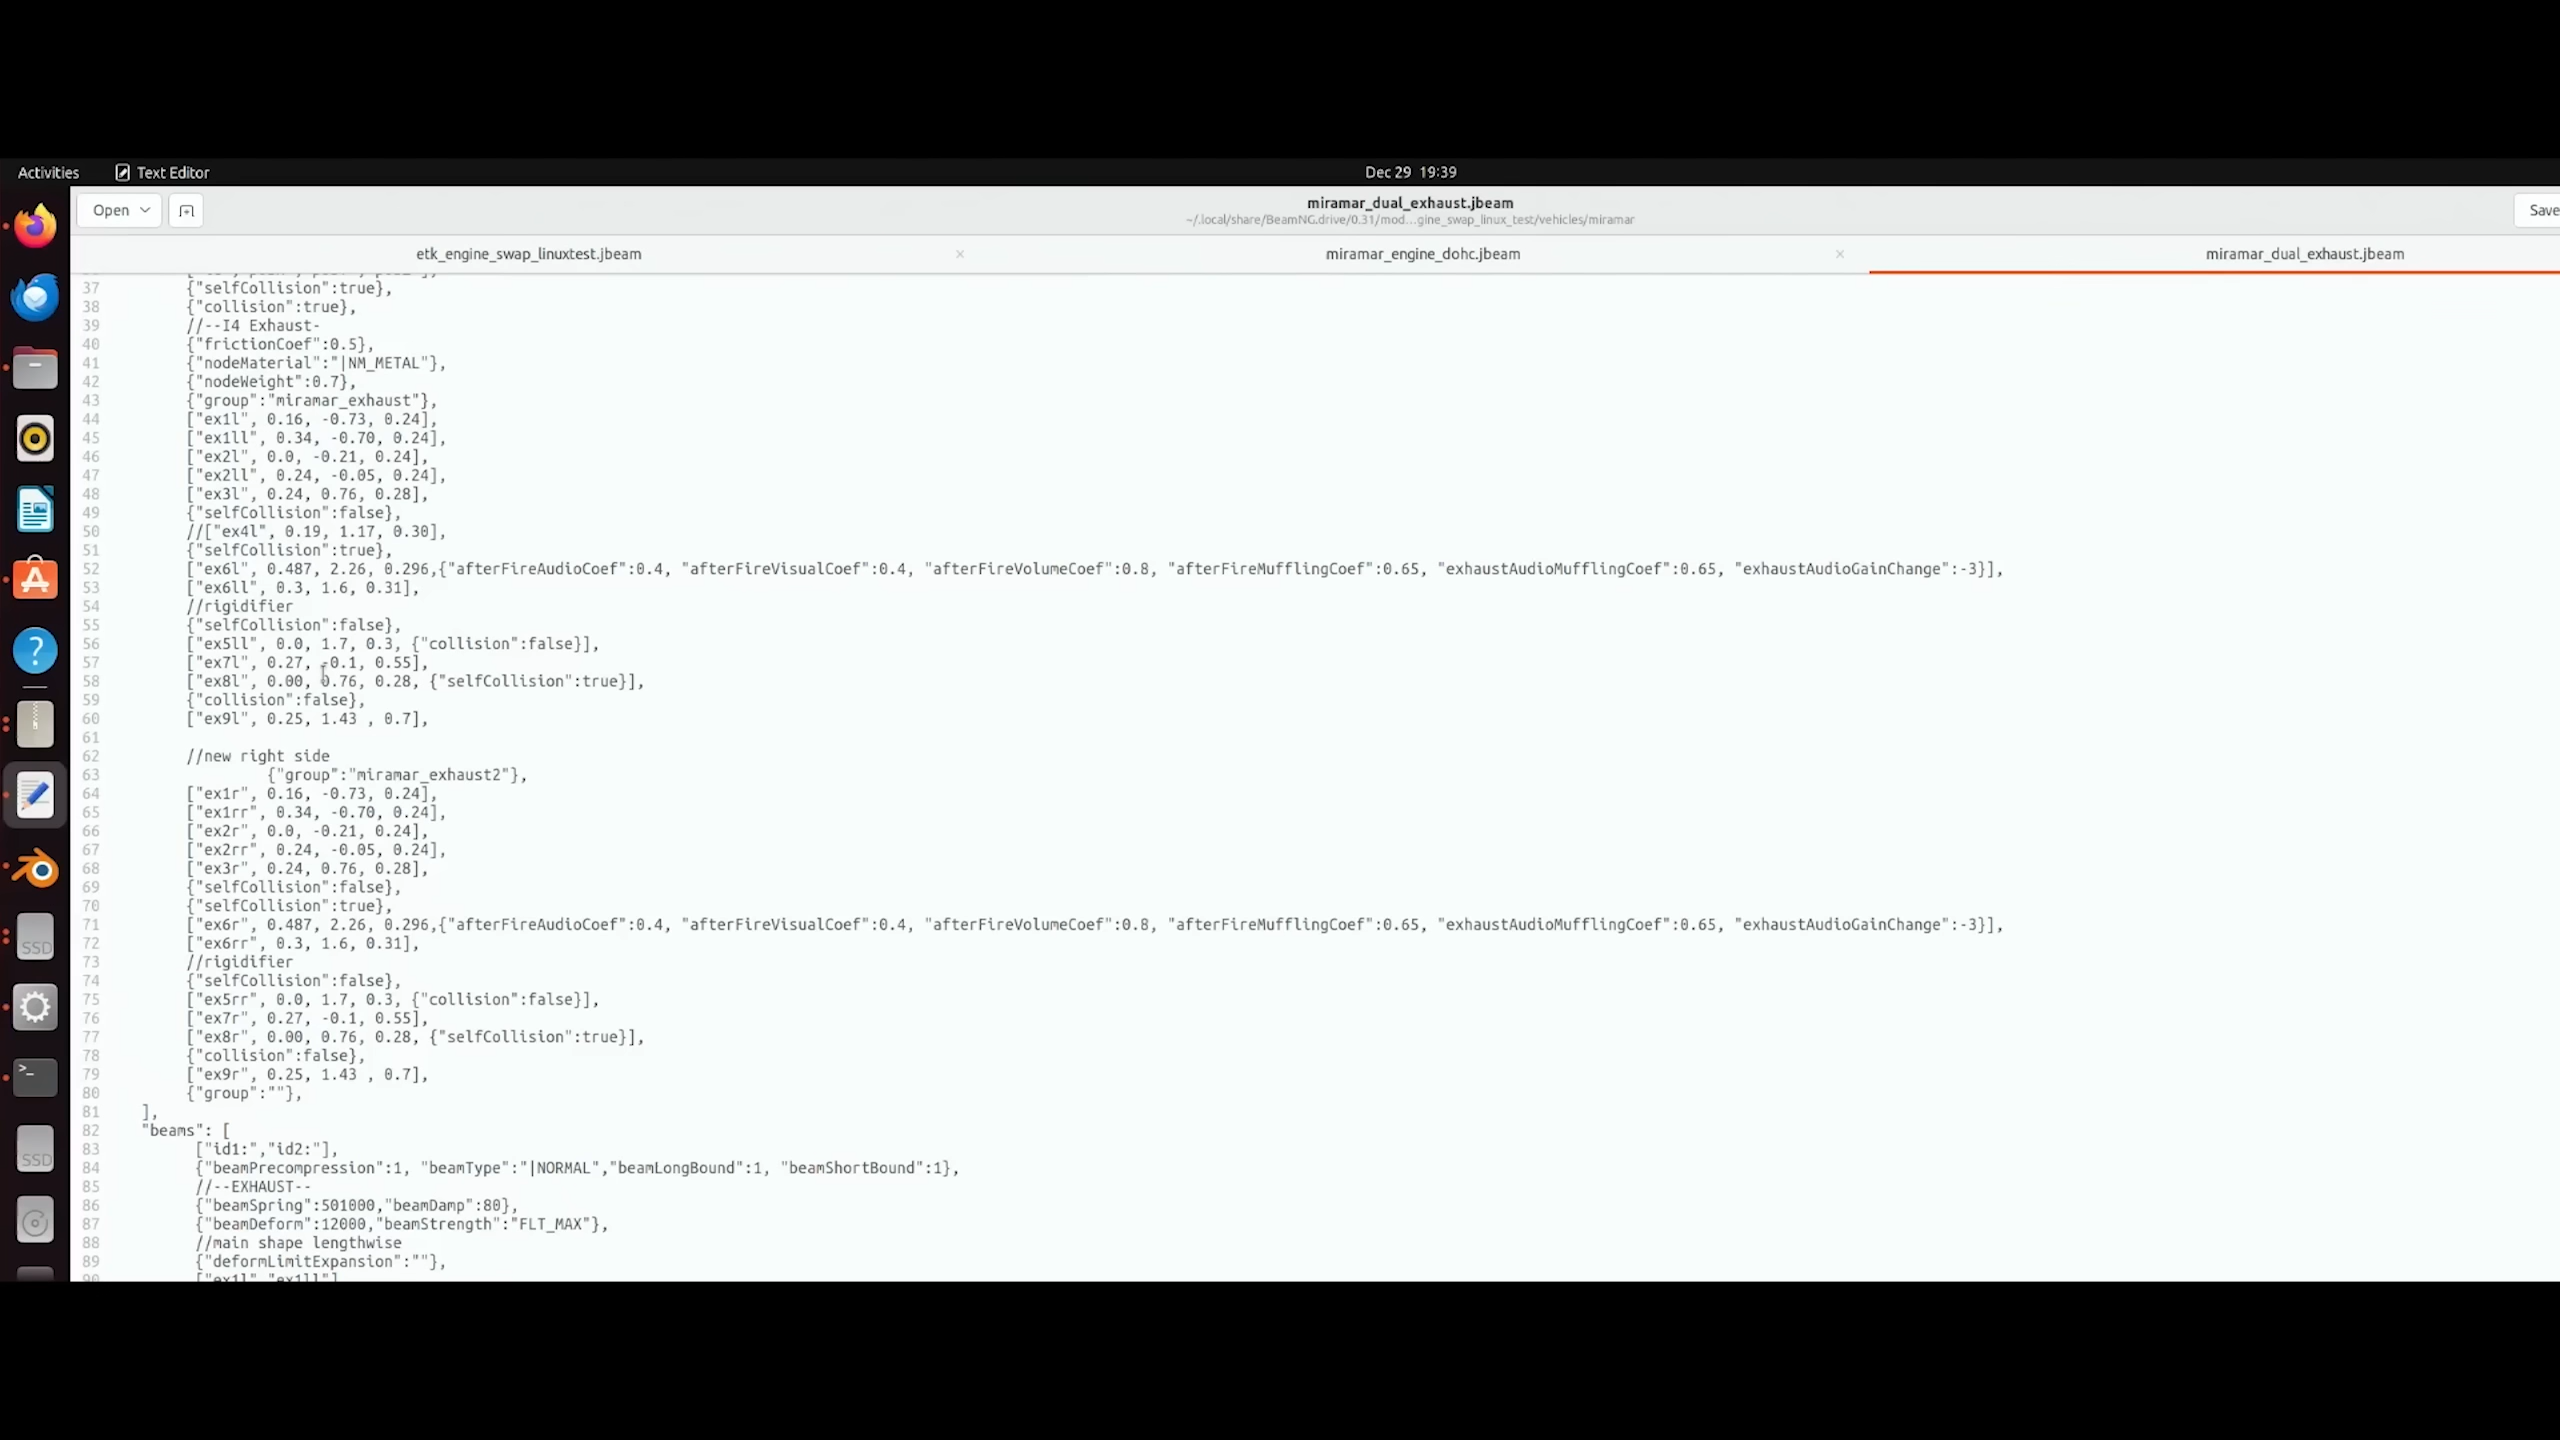 Activities
Text Editor
Dec 29 19:39
Open
miramar_dual_exhaust.jbeam
~/.local/share/BeamNG.drive/0.31/mod...gine_swap_linux_test/vehicles/miramar
Save
etk_engine_swap_linuxtest.jbeam
miramar_engine_dohc.jbeam
miramar_dual_exhaust.jbeam
37 {"selfCollision":true},
38 {"collision":true},
39 //--I4 Exhaust-
40 {"frictionCoef":0.5},
41 {"nodeMaterial":"|NM_METAL"},
42 {"nodeWeight":0.7},
43 {"group":"miramar_exhaust"},
44 ["ex1l", 0.16, -0.73, 0.24],
45 ["ex1ll", 0.34, -0.70, 0.24],
46 ["ex2l", 0.0, -0.21, 0.24],
47 ["ex2ll", 0.24, -0.05, 0.24],
48 ["ex3l", 0.24, 0.76, 0.28],
49 {"selfCollision":false},
50 //["ex4l", 0.19, 1.17, 0.30],
51 {"selfCollision":true},
52 ["ex6l", 0.487, 2.26, 0.296,{"afterFireAudioCoef":0.4, "afterFireVisualCoef":0.4, "afterFireVolumeCoef":0.8, "afterFireMufflingCoef":0.65, "exhaustAudioMufflingCoef":0.65, "exhaustAudioGainChange":-3}],
53 ["ex6ll", 0.3, 1.6, 0.31],
54 //rigidifier
55 {"selfCollision":false},
56 ["ex5ll", 0.0, 1.7, 0.3, {"collision":false}],
57 ["ex7l", 0.27, -0.1, 0.55],
58 ["ex8l", 0.00, 0.76, 0.28, {"selfCollision":true}],
59 {"collision":false},
60 ["ex9l", 0.25, 1.43 , 0.7],
61
62 //new right side
63 {"group":"miramar_exhaust2"},
64 ["ex1r", 0.16, -0.73, 0.24],
65 ["ex1rr", 0.34, -0.70, 0.24],
66 ["ex2r", 0.0, -0.21, 0.24],
67 ["ex2rr", 0.24, -0.05, 0.24],
68 ["ex3r", 0.24, 0.76, 0.28],
69 {"selfCollision":false},
70 {"selfCollision":true},
71 ["ex6r", 0.487, 2.26, 0.296,{"afterFireAudioCoef":0.4, "afterFireVisualCoef":0.4, "afterFireVolumeCoef":0.8, "afterFireMufflingCoef":0.65, "exhaustAudioMufflingCoef":0.65, "exhaustAudioGainChange":-3}],
72 ["ex6rr", 0.3, 1.6, 0.31],
73 //rigidifier
74 {"selfCollision":false},
75 ["ex5rr", 0.0, 1.7, 0.3, {"collision":false}],
76 ["ex7r", 0.27, -0.1, 0.55],
77 ["ex8r", 0.00, 0.76, 0.28, {"selfCollision":true}],
78 {"collision":false},
79 ["ex9r", 0.25, 1.43 , 0.7],
80 {"group":""},
81 ],
82 "beams": [
83 ["id1:","id2:"],
84 {"beamPrecompression":1, "beamType":"|NORMAL","beamLongBound":1, "beamShortBound":1},
85 //--EXHAUST--
86 {"beamSpring":501000,"beamDamp":80},
87 {"beamDeform":12000,"beamStrength":"FLT_MAX"},
88 //main shape lengthwise
89 {"deformLimitExpansion":""},
SSD
SSD